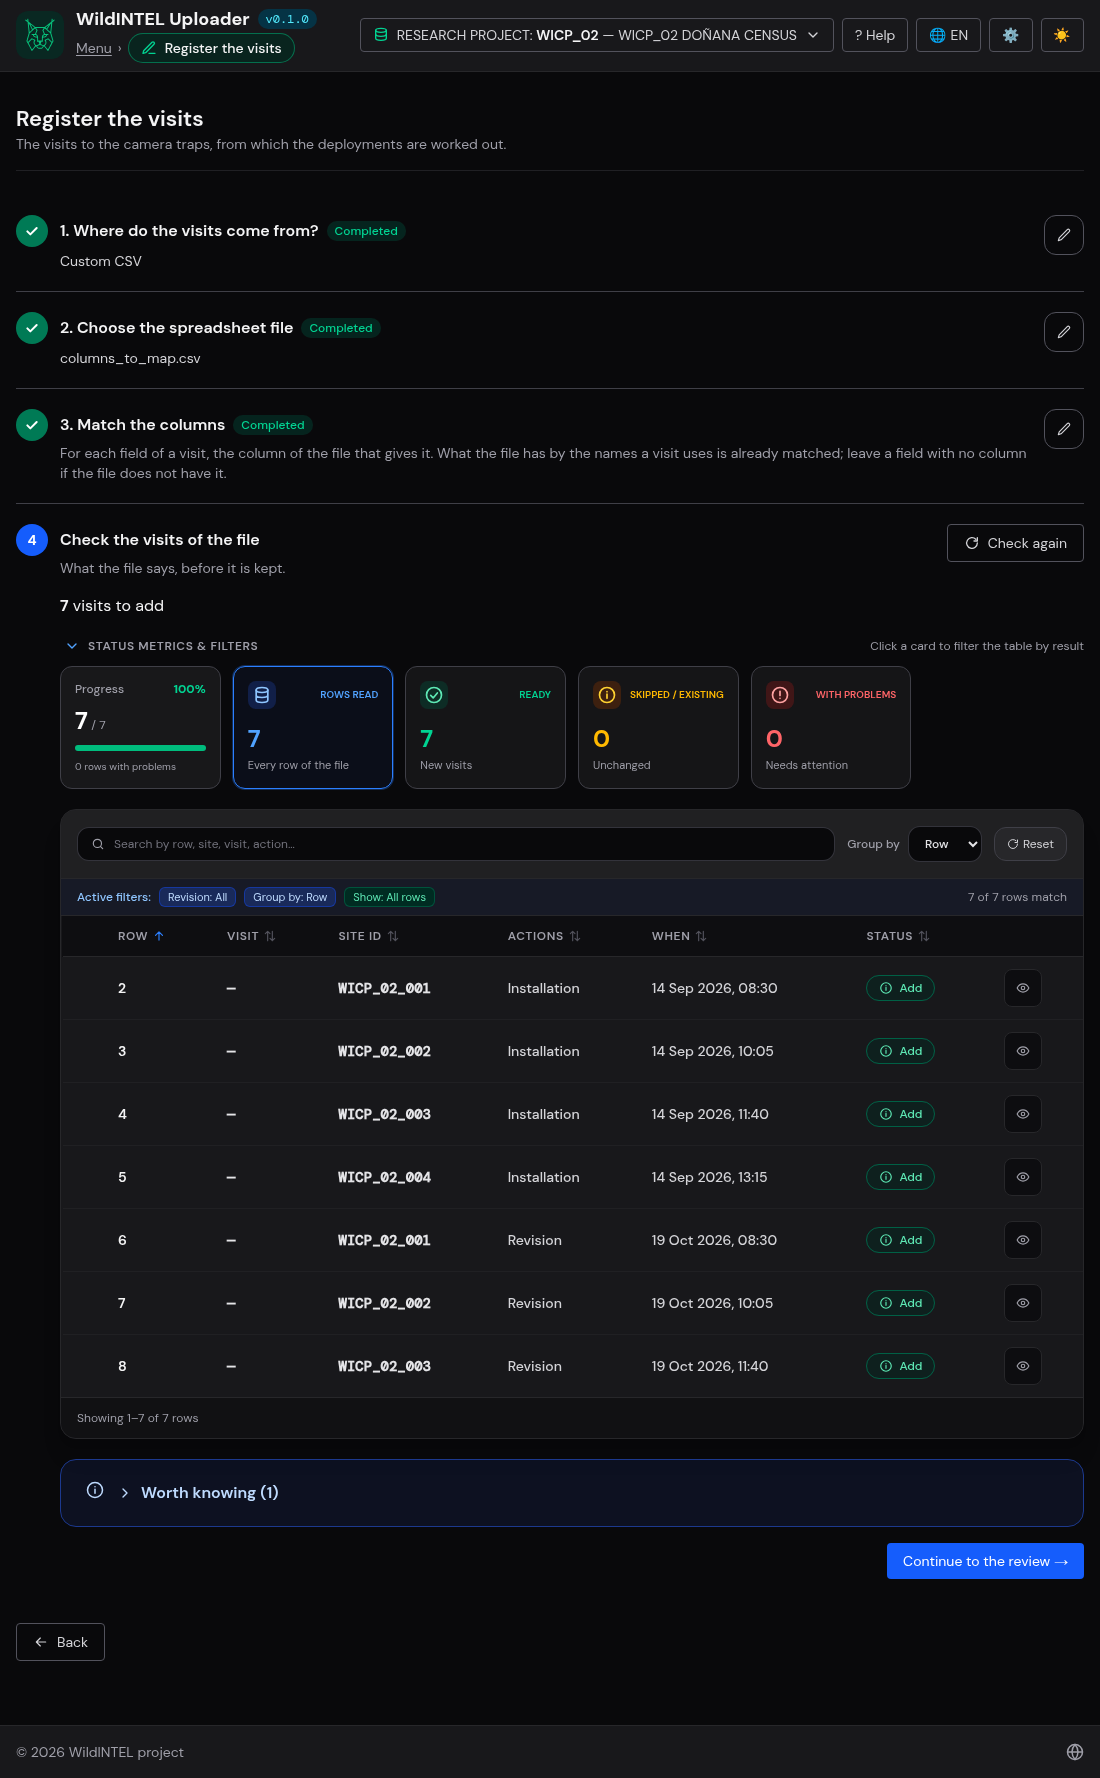 WildINTEL Uploader v0.1.0
Menu › Register the visits
RESEARCH PROJECT: WICP_02 — WICP_02 DOÑANA CENSUS
? Help
EN
Register the visits
The visits to the camera traps, from which the deployments are worked out.
1. Where do the visits come from? Completed
Custom CSV
2. Choose the spreadsheet file Completed
columns_to_map.csv
3. Match the columns Completed
For each field of a visit, the column of the file that gives it. What the file has by the names a visit uses is already matched; leave a field with no column
if the file does not have it.
4 Check the visits of the file
Check again
What the file says, before it is kept.
7 visits to add
STATUS METRICS & FILTERS
Click a card to filter the table by result
Progress 100%
7 / 7
0 rows with problems
ROWS READ
7
Every row of the file
READY
7
New visits
SKIPPED / EXISTING
0
Unchanged
WITH PROBLEMS
0
Needs attention
Search by row, site, visit, action...
Group by Row
Reset
Active filters: Revision: All Group by: Row Show: All rows
7 of 7 rows match
ROW ↑ VISIT ⇅ SITE ID ⇅ ACTIONS ⇅ WHEN ⇅ STATUS ⇅
2 — WICP_02_001 Installation 14 Sep 2026, 08:30 Add
3 — WICP_02_002 Installation 14 Sep 2026, 10:05 Add
4 — WICP_02_003 Installation 14 Sep 2026, 11:40 Add
5 — WICP_02_004 Installation 14 Sep 2026, 13:15 Add
6 — WICP_02_001 Revision 19 Oct 2026, 08:30 Add
7 — WICP_02_002 Revision 19 Oct 2026, 10:05 Add
8 — WICP_02_003 Revision 19 Oct 2026, 11:40 Add
Showing 1–7 of 7 rows
Worth knowing (1)
Continue to the review →
← Back
© 2026 WildINTEL project